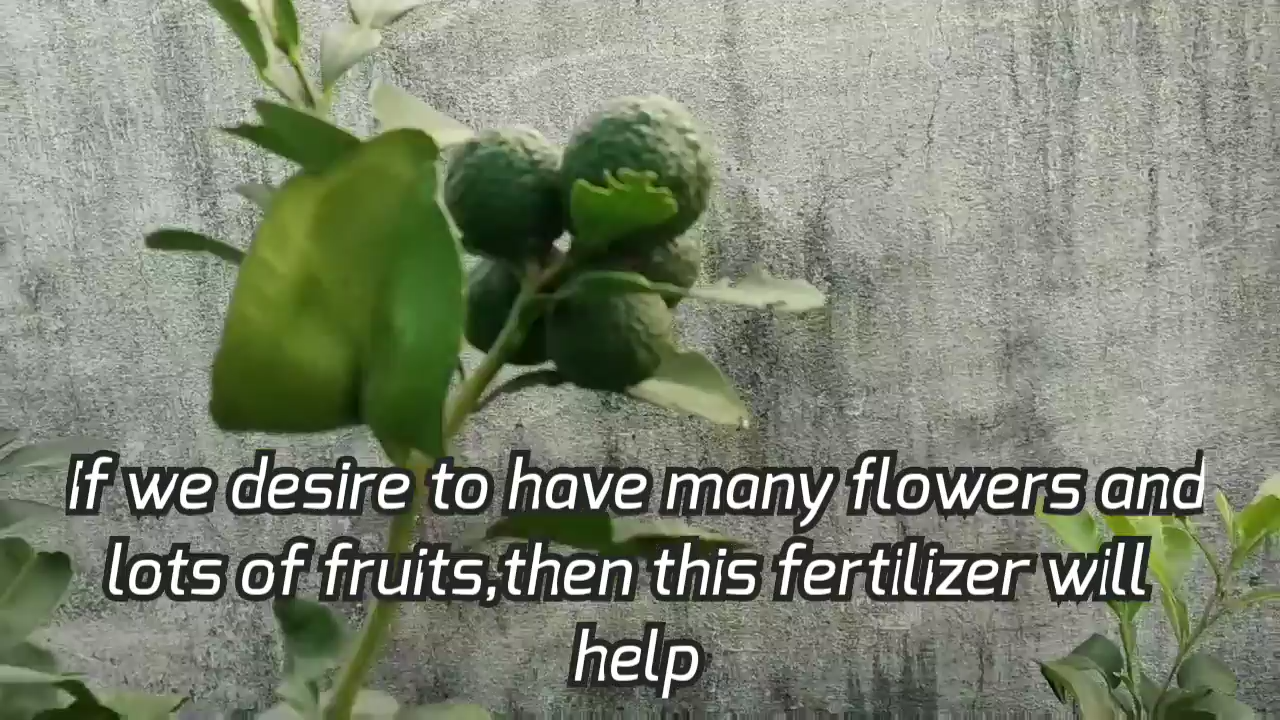 If we desire to have many flowers and
lots of fruits,then this fertilizer will
help